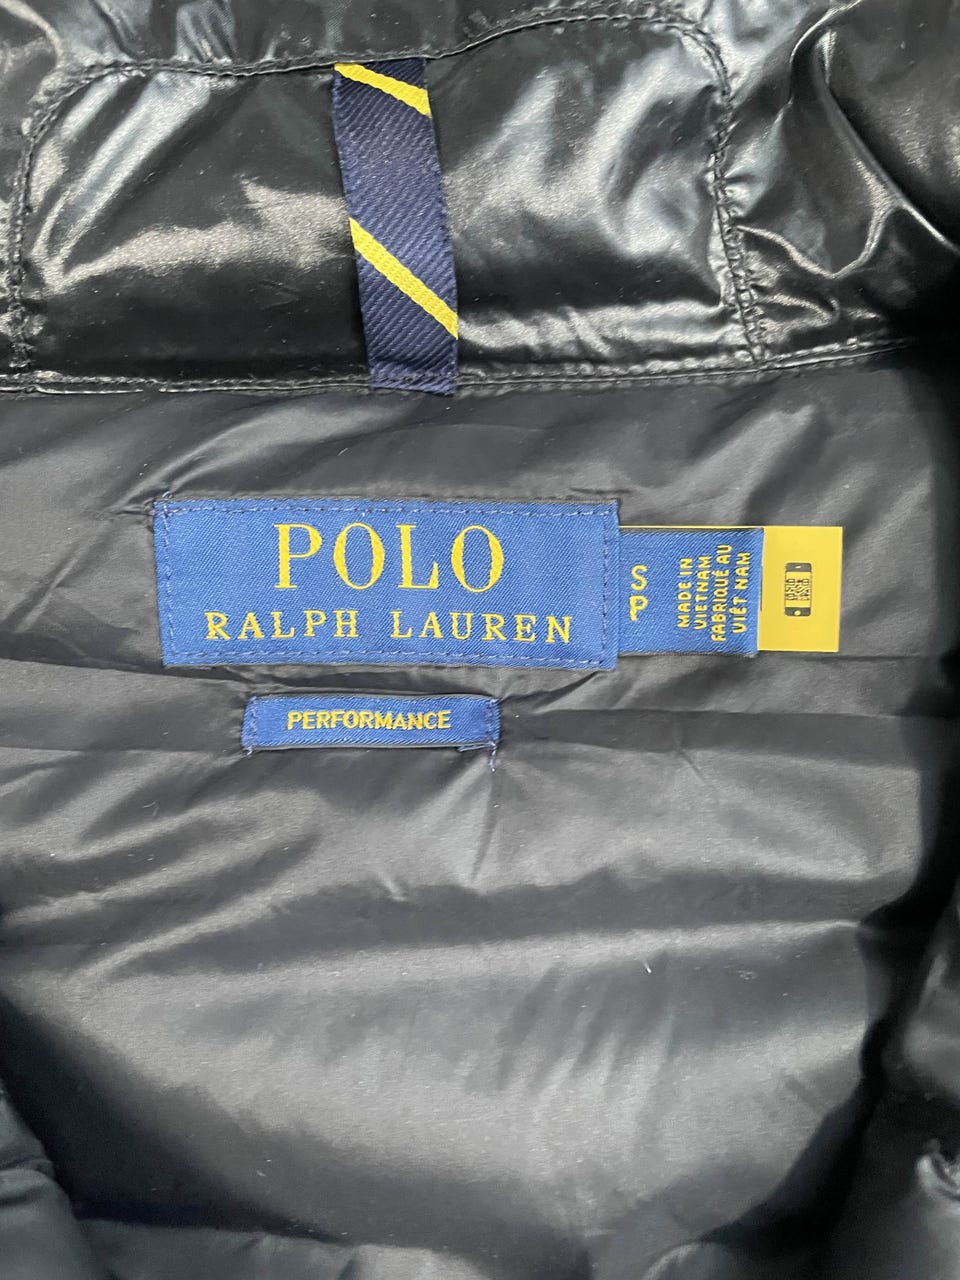 POLO
RALPH LAUREN
S
P
MADE IN
VIETNAM
FABRIQUÉ AU
VIÊT NAM
PERFORMANCE